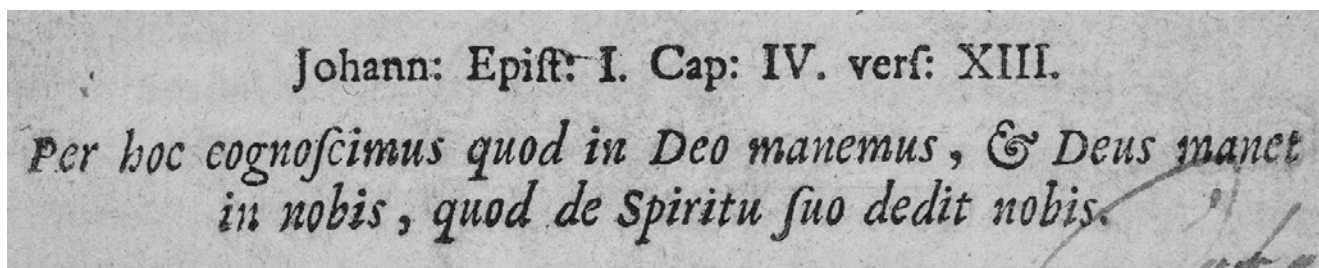 Johann: Epiſt: I. Cap: IV. verſ: XIII.
Per hoc cognoſcimus quod in Deo manemus, & Deus manet
in nobis, quod de Spiritu ſuo dedit nobis.